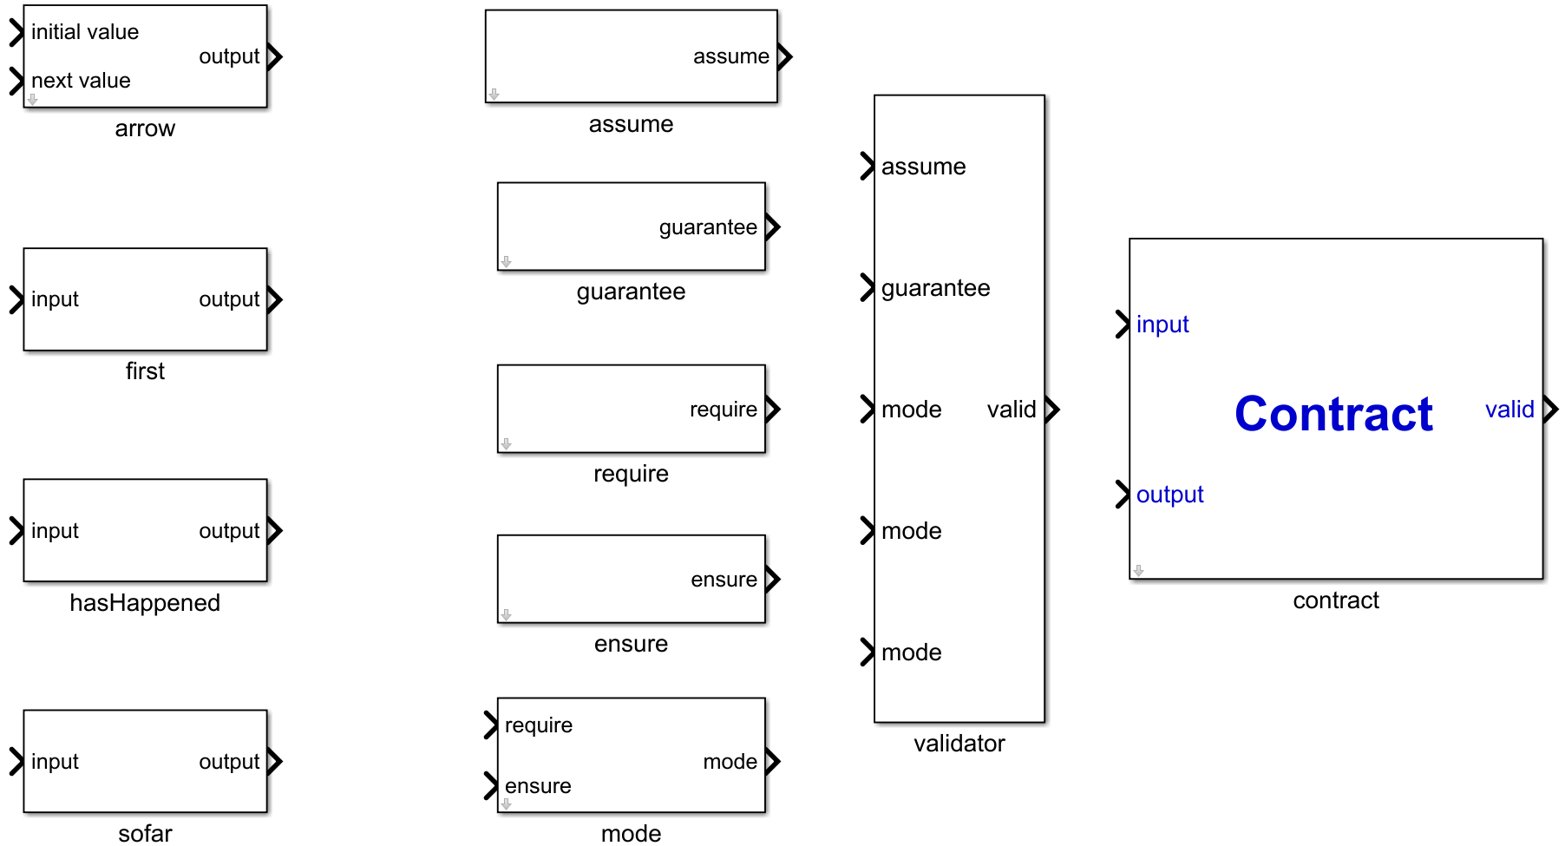 initial value
next value
output
arrow
input
output
first
input
output
hasHappened
input
output
sofar
assume
assume
guarantee
guarantee
require
require
ensure
ensure
require
ensure
mode
mode
assume
guarantee
mode
mode
mode
valid
validator
input
output
Contract
valid
contract